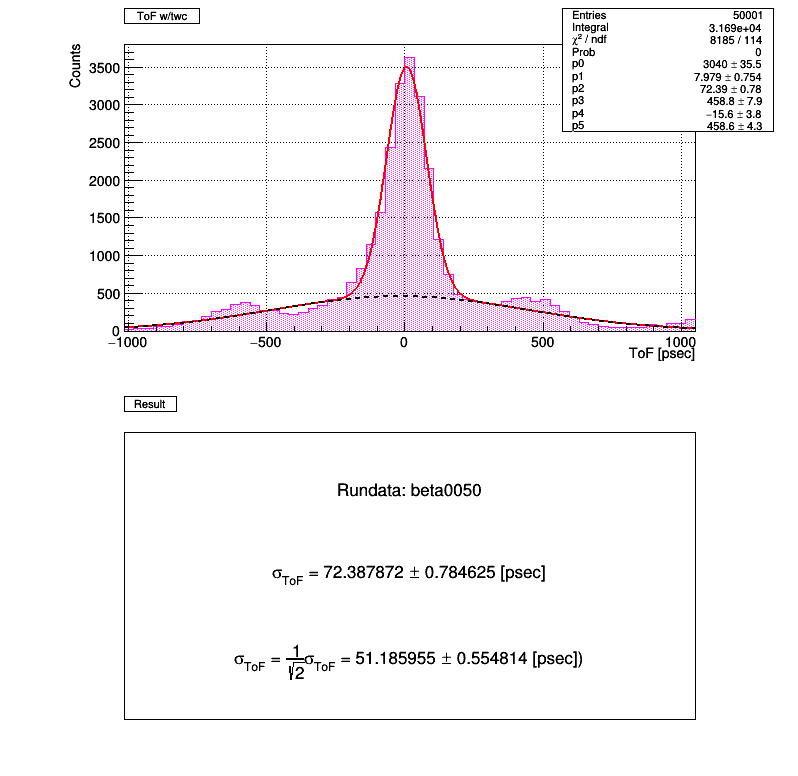 ToF w/twc
Entries 50001
Integral 3.169e+04
χ² / ndf 8185 / 114
Prob 0
p0 3040 ± 35.5
p1 7.979 ± 0.754
p2 72.39 ± 0.78
p3 458.8 ± 7.9
p4 −15.6 ± 3.8
p5 458.6 ± 4.3
Counts
3500
3000
2500
2000
1500
1000
500
0
−1000 −500 0 500 1000
ToF [psec]
Result
Rundata: beta0050
σ_ToF = 72.387872 ± 0.784625 [psec]
σ_ToF = 1/√2 σ_ToF = 51.185955 ± 0.554814 [psec])